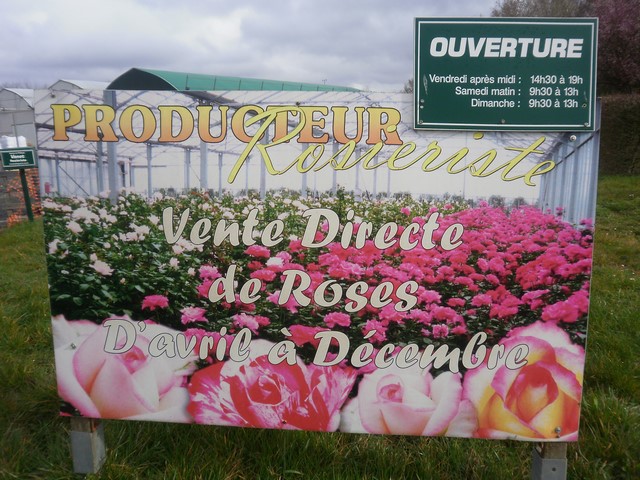 OUVERTURE
Vendredi après midi : 14h30 à 19h
Samedi matin : 9h30 à 13h
Dimanche : 9h30 à 13h
PRODUCTEUR
Rosiériste
Vente Directe
de Roses
D'avril à Décembre